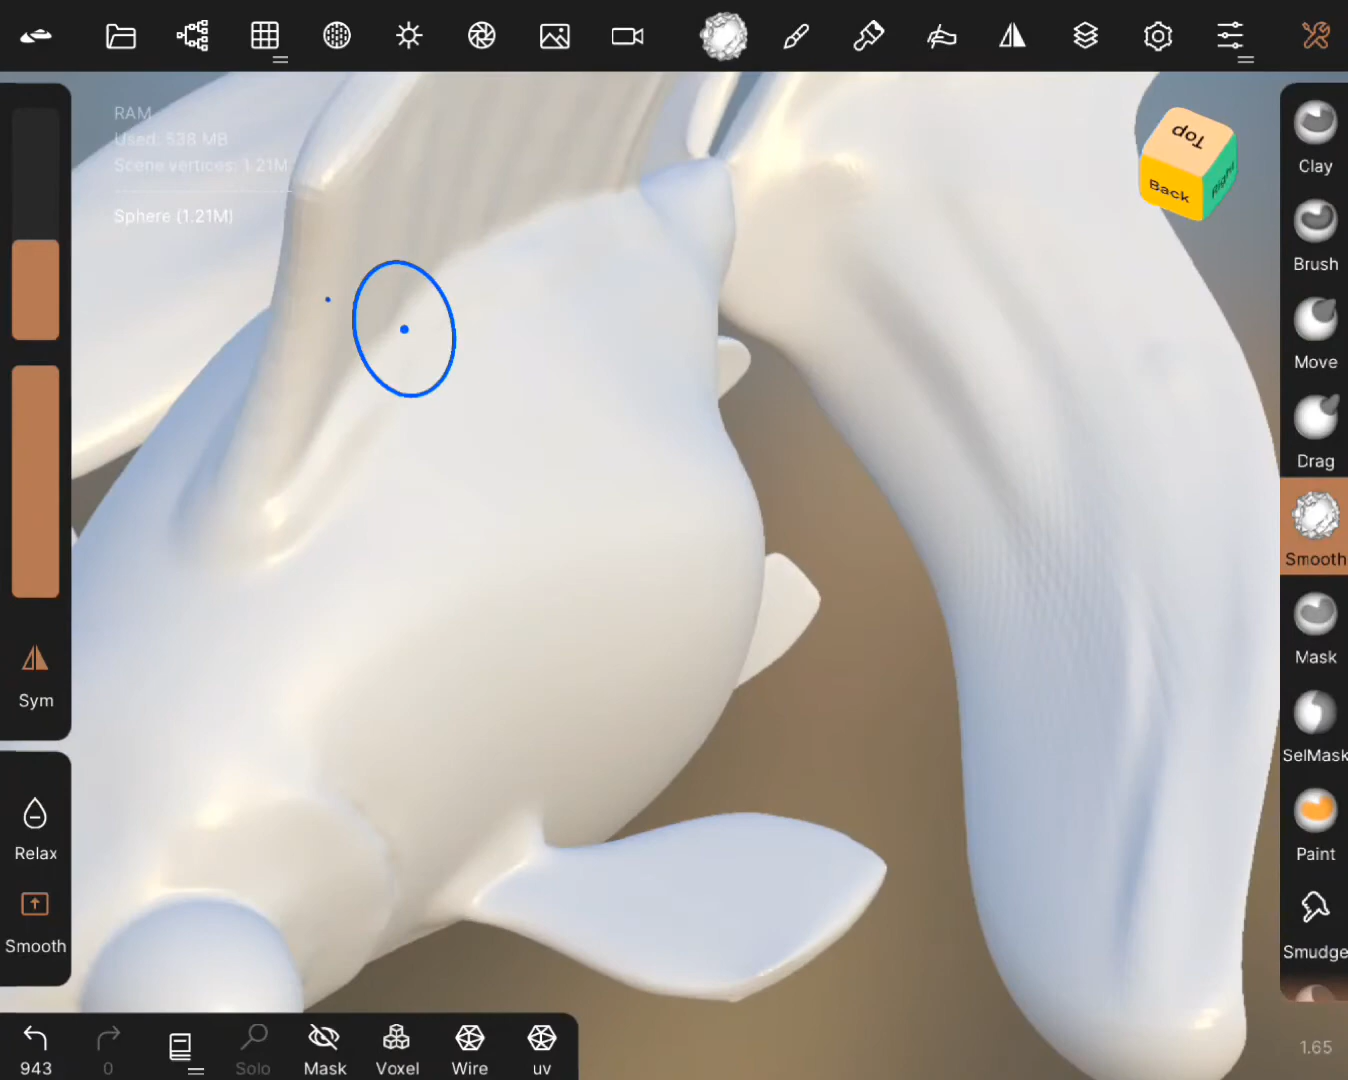 RAM
Used: 538 MB
Scene vertices: 1.21M
Sphere (1.21M)
Top
Back
Right
Clay
Brush
Move
Drag
Smooth
Mask
SelMask
Paint
Smudge
Sym
Relax
Smooth
943
0
Solo
Mask
Voxel
Wire
uv
1.65